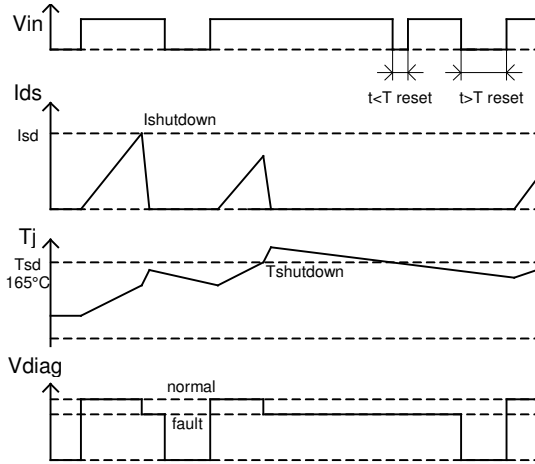 Vin
t<T reset
t>T reset
Ids
Ishutdown
Isd
Tj
Tsd
165°C
Tshutdown
Vdiag
normal
fault